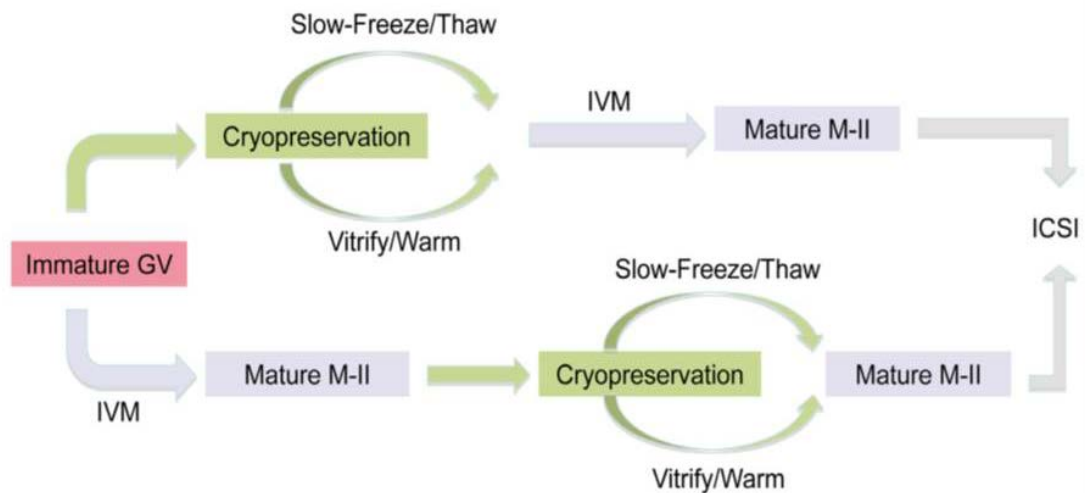 Slow-Freeze/Thaw
IVM
Cryopreservation
Mature M-II
Vitrify/Warm
ICSI
Immature GV
Slow-Freeze/Thaw
Mature M-II
Cryopreservation
Mature M-II
IVM
Vitrify/Warm